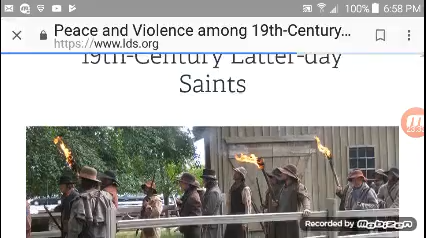 100% 6:58 PM
Peace and Violence among 19th-Century...
https://www.lds.org
19th-Century Latter-day
Saints
Recorded By
MOBIZEN